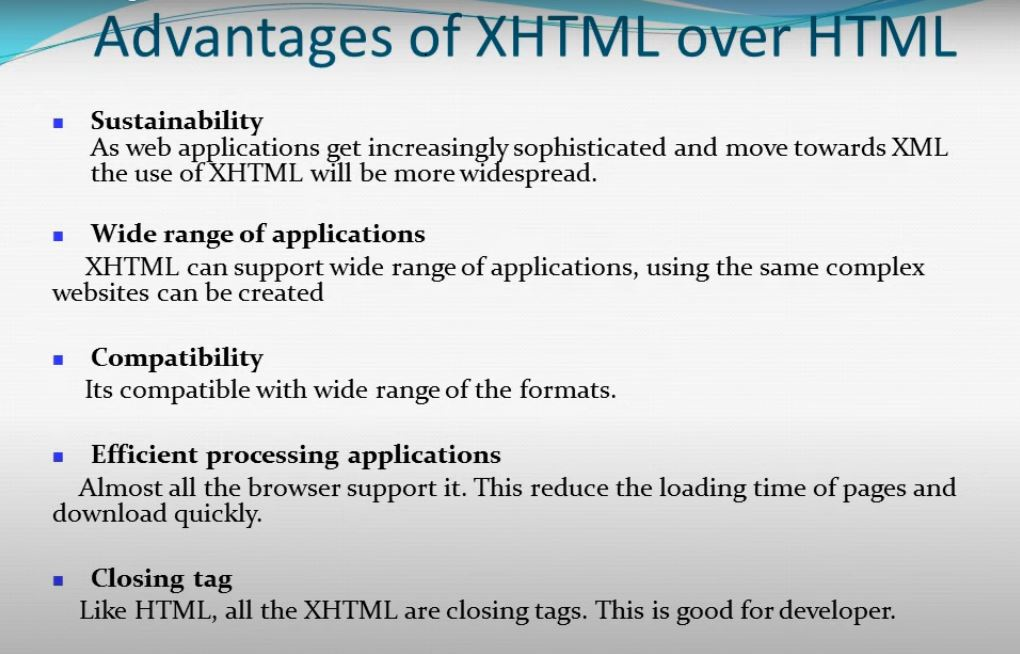 Advantages of XHTML over HTML
Sustainability
As web applications get increasingly sophisticated and move towards XML
the use of XHTML will be more widespread.
Wide range of applications
XHTML can support wide range of applications, using the same complex
websites can be created
Compatibility
Its compatible with wide range of the formats.
Efficient processing applications
Almost all the browser support it. This reduce the loading time of pages and
download quickly.
Closing tag
Like HTML, all the XHTML are closing tags. This is good for developer.